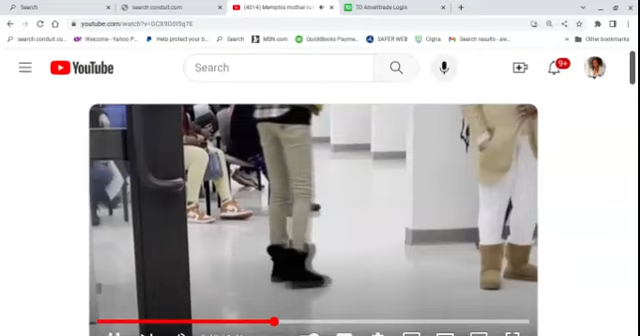 Search
search.conduit.com
(4014) Memphis mother
TD Ameritrade Login
youtube.com/watch?v=
search.conduit.co...
Welcome - Yahoo
Help protect your
Search
MSN.com
QuickBooks Payme...
SAFER WEB
Cigna
Search results - aw...
Other bookmarks
YouTube
Search
9+